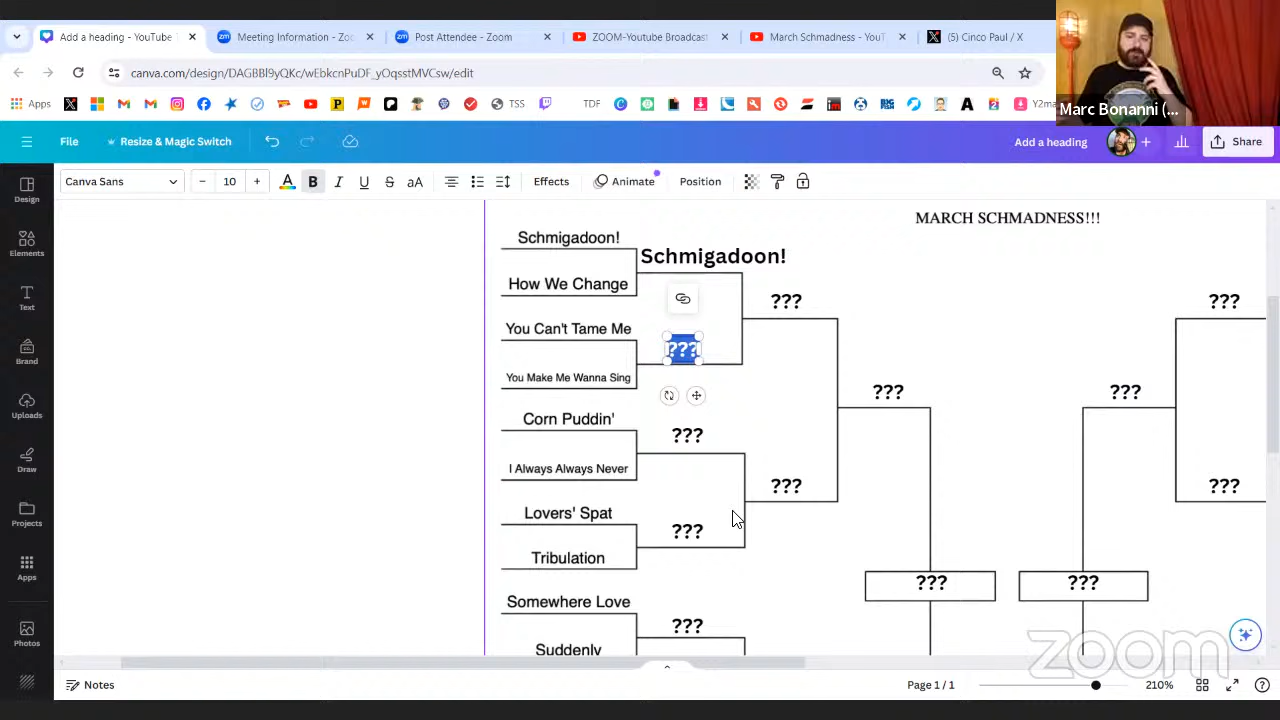 Add a heading - YouTube
Meeting Information - Zoo
Post Attendee - Zoom
ZOOM-Youtube Broadcast
March Schmadness - YouT
(5) Cinco Paul / X
canva.com/design/DAGBBl9yQKc/wEbkcnPuDF_yOqsstMVCsw/edit
Marc Bonanni (...
Apps
TSS
TDF
Y2ma
File
Resize & Magic Switch
Add a heading
Share
Canva Sans
10
B
I
U
S
aA
Effects
Animate
Position
Design
Elements
Text
Brand
Uploads
Draw
Projects
Apps
Photos
MARCH SCHMADNESS!!!
Schmigadoon!
Schmigadoon!
How We Change
???
???
You Can't Tame Me
???
You Make Me Wanna Sing
???
???
Corn Puddin'
???
I Always Always Never
???
???
Lovers' Spat
???
Tribulation
???
???
Somewhere Love
???
Suddenly
zoom
Notes
Page 1 / 1
210%